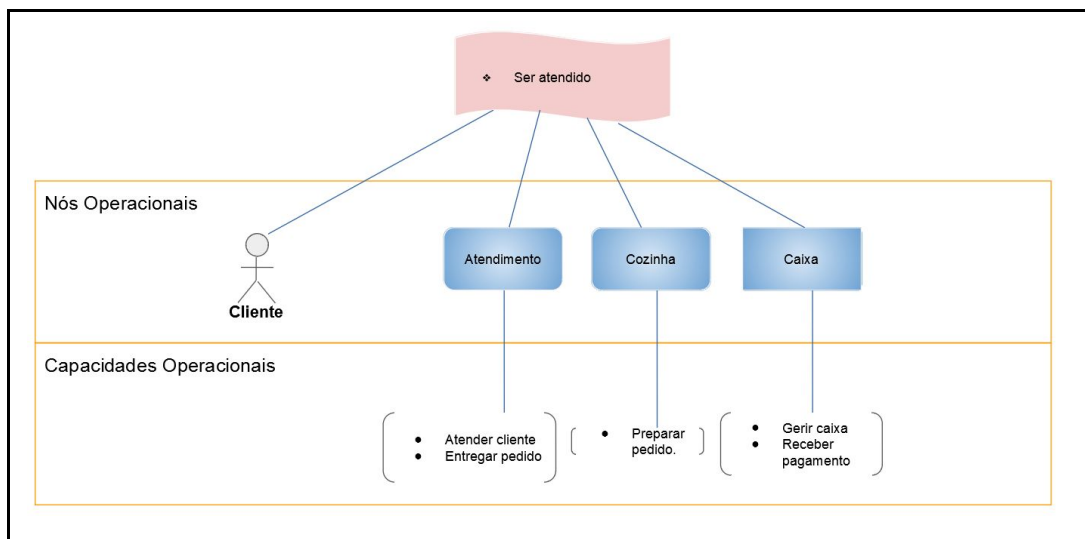 ❖ Ser atendido
Nós Operacionais
Atendimento
Cozinha
Caixa
Cliente
Capacidades Operacionais
● Atender cliente
● Entregar pedido
● Preparar
pedido.
● Gerir caixa
● Receber
pagamento